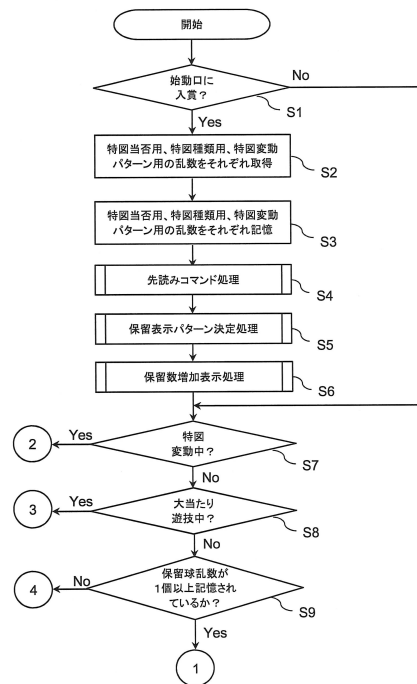 開始
始動口に
入賞？
No
S1
Yes
特図当否用、特図種類用、特図変動
パターン用の乱数をそれぞれ取得
S2
特図当否用、特図種類用、特図変動
パターン用の乱数をそれぞれ記憶
S3
先読みコマンド処理
S4
保留表示パターン決定処理
S5
保留数増加表示処理
S6
2
Yes
特図
変動中？
S7
No
3
Yes
大当たり
遊技中？
S8
No
4
No
保留球乱数が
1個以上記憶され
ているか？
S9
Yes
1